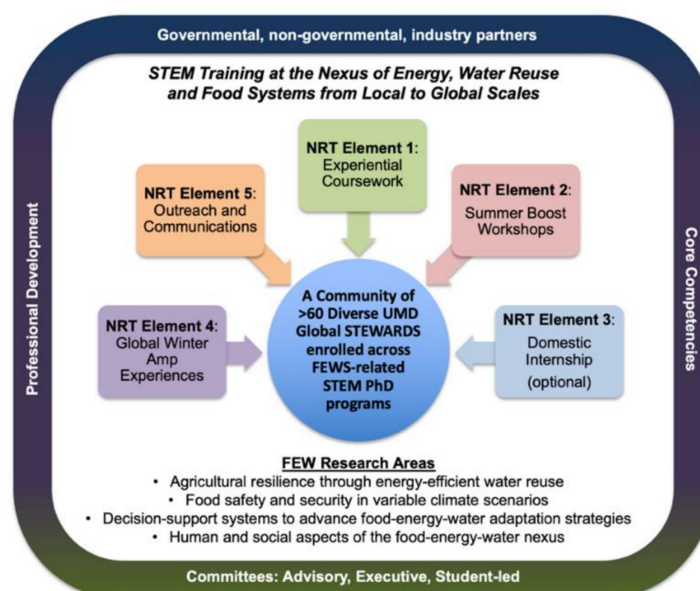 Governmental, non-governmental, industry partners
STEM Training at the Nexus of Energy, Water Reuse
and Food Systems from Local to Global Scales
NRT Element 1:
Experiential
Coursework
NRT Element 5:
Outreach and
Communications
NRT Element 2:
Summer Boost
Workshops
Professional Development
Core Competencies
A Community of
>60 Diverse UMD
Global STEWARDS
enrolled across
FEWS-related
STEM PhD
programs
NRT Element 4:
Global Winter
Amp
Experiences
NRT Element 3:
Domestic
Internship
(optional)
FEW Research Areas
• Agricultural resilience through energy-efficient water reuse
• Food safety and security in variable climate scenarios
• Decision-support systems to advance food-energy-water adaptation strategies
• Human and social aspects of the food-energy-water nexus
Committees: Advisory, Executive, Student-led